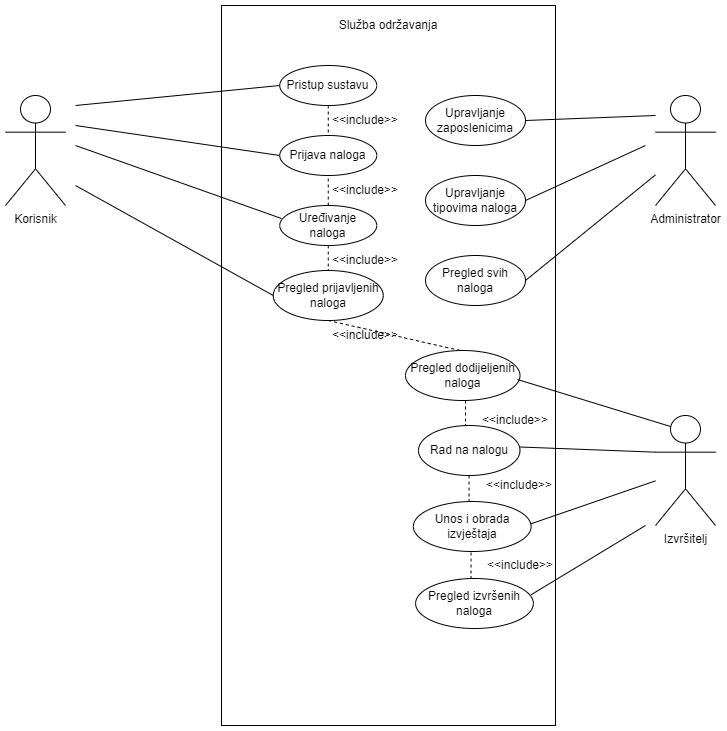 Služba održavanja
Pristup sustavu
<<include>>
Prijava naloga
<<include>>
Uređivanje
naloga
<<include>>
Pregled prijavljenih
naloga
<<include>>
Korisnik
Upravljanje
zaposlenicima
Upravljanje
tipovima naloga
Pregled svih
naloga
Administrator
Pregled dodijeljenih
naloga
<<include>>
Rad na nalogu
<<include>>
Unos i obrada
izvještaja
<<include>>
Pregled izvršenih
naloga
Izvršitelj